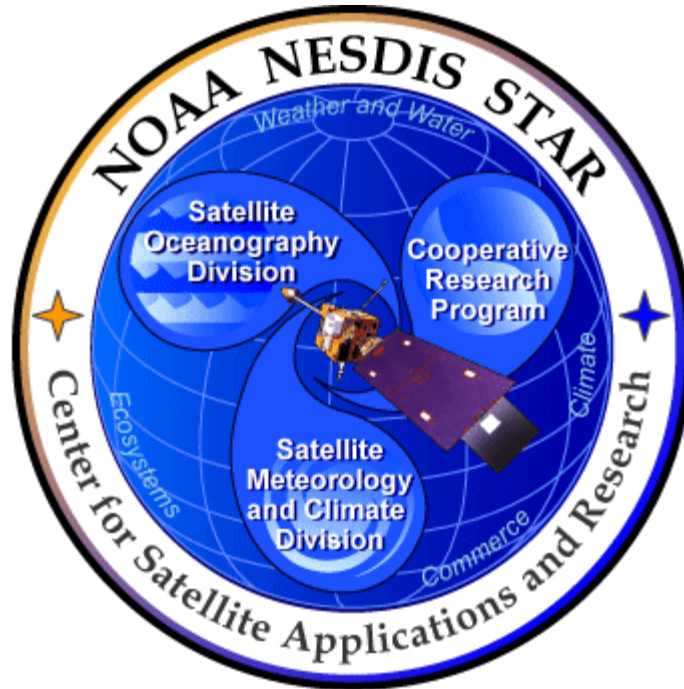 NOAA NESDIS STAR
Weather and Water
Satellite
Oceanography
Division
Cooperative
Research
Program
Climate
Ecosystems
Satellite
Meteorology
and Climate
Division
Commerce
Center for Satellite Applications and Research